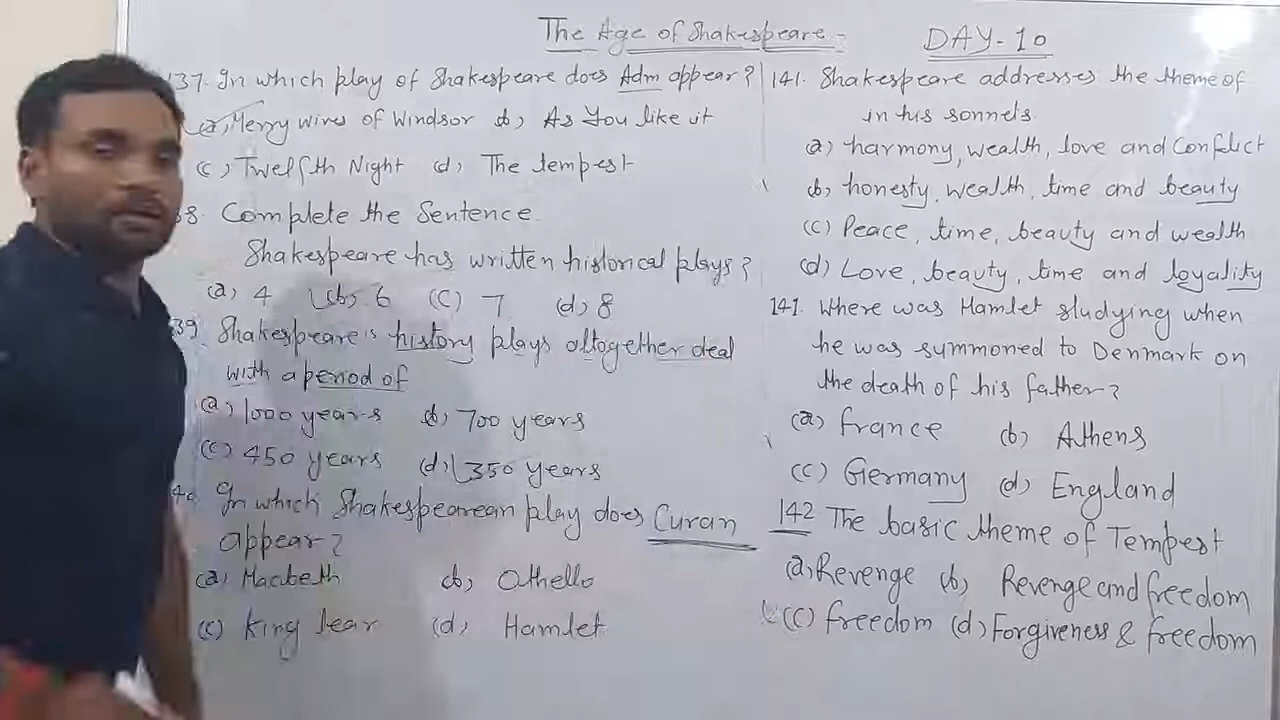 The Age of Shakespeare -
DAY-10
137. In which play of Shakespeare does Adm appear?
(a) Merry wives of Windsor (b) As You like it
(c) Twelfth Night (d) The tempest
38. Complete the Sentence
Shakespeare has written historical plays?
(a) 4 (b) 6 (c) 7 (d) 8
39. Shakespeare's history plays altogether deal
with a period of
(a) 1000 years (b) 700 years
(c) 450 years (d) 350 years
40. In which Shakespearean play does Curan
appear?
(a) Macbeth (b) Othello
(c) King Lear (d) Hamlet
141. Shakespeare addresses the theme of
in his sonnets.
(a) harmony, wealth, love and Conflict
(b) honesty, wealth, time and beauty
(c) Peace, time, beauty and wealth
(d) Love, beauty, time and loyality
141. Where was Hamlet studying when
he was summoned to Denmark on
the death of his father?
(a) France (b) Athens
(c) Germany (d) England
142 The basic theme of Tempest
(a) Revenge (b) Revenge and freedom
(c) freedom (d) Forgiveness & freedom